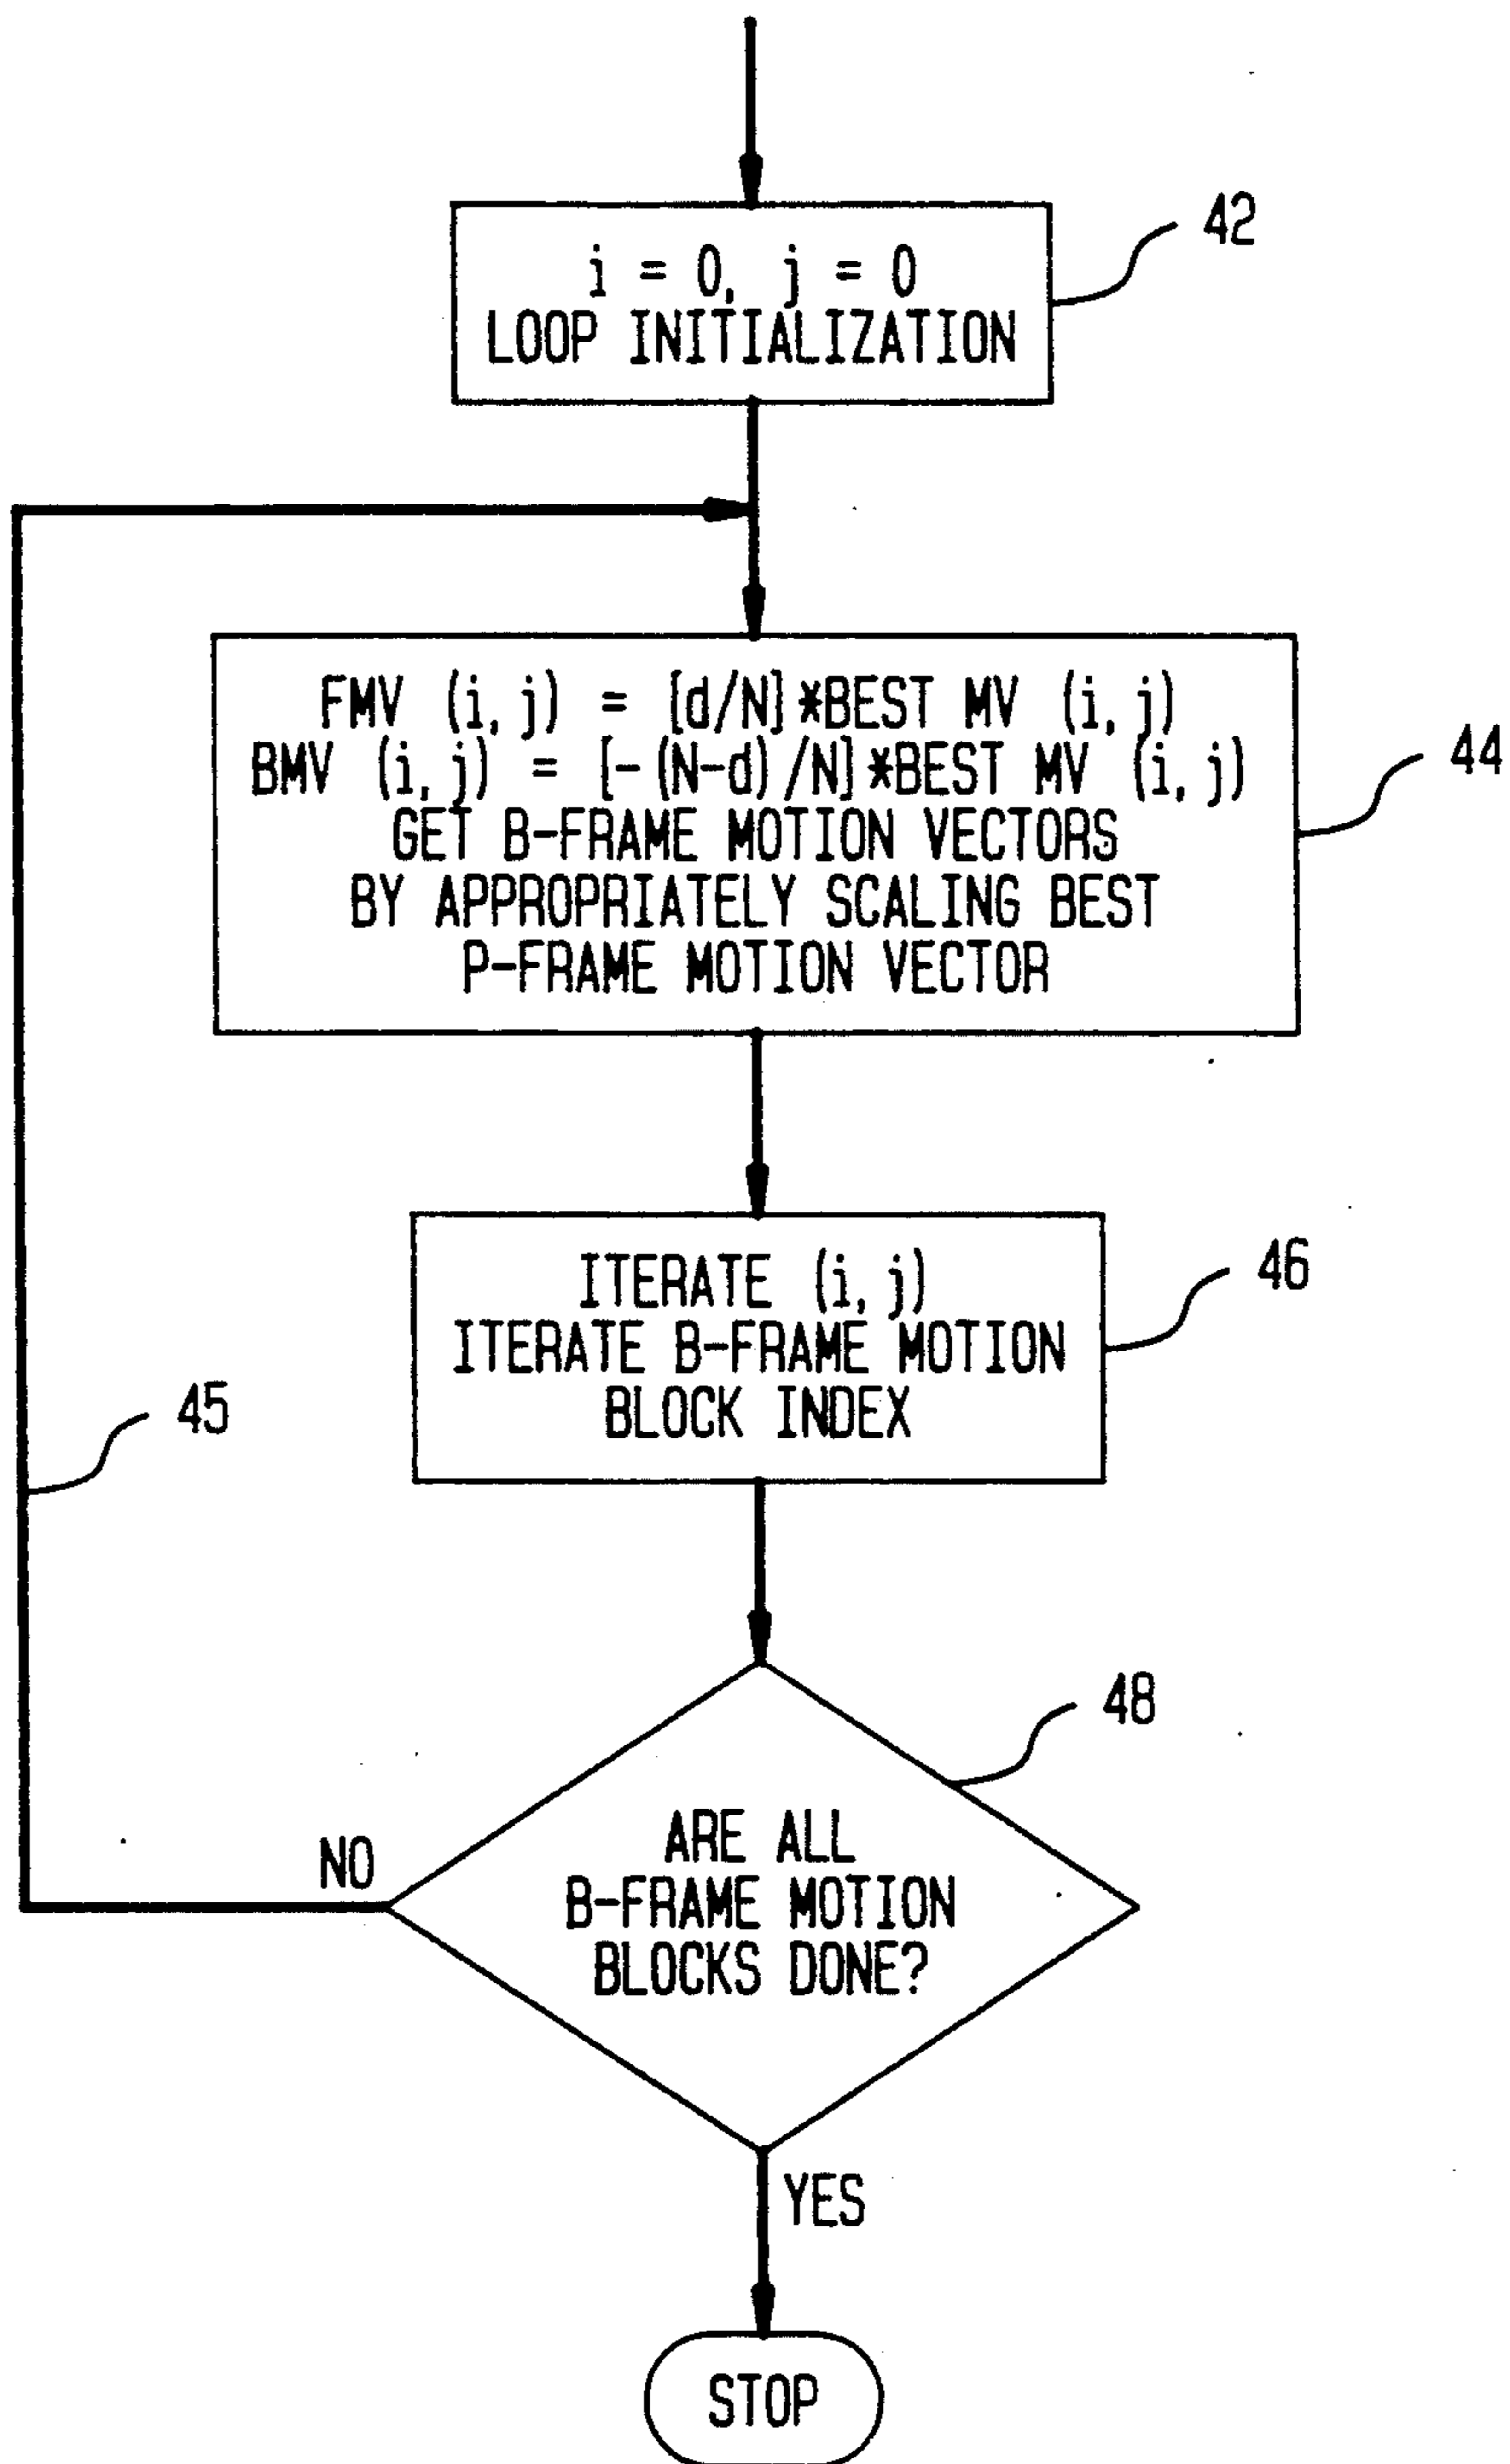 i = 0, j = 0
LOOP INITIALIZATION
42
FMV (i, j) = [d/N]*BEST MV (i, j)
BMV (i, j) = [-(N-d)/N]*BEST MV (i, j)
GET B-FRAME MOTION VECTORS
BY APPROPRIATELY SCALING BEST
P-FRAME MOTION VECTOR
44
ITERATE (i, j)
ITERATE B-FRAME MOTION
BLOCK INDEX
46
45
48
ARE ALL
B-FRAME MOTION
BLOCKS DONE?
NO
YES
STOP